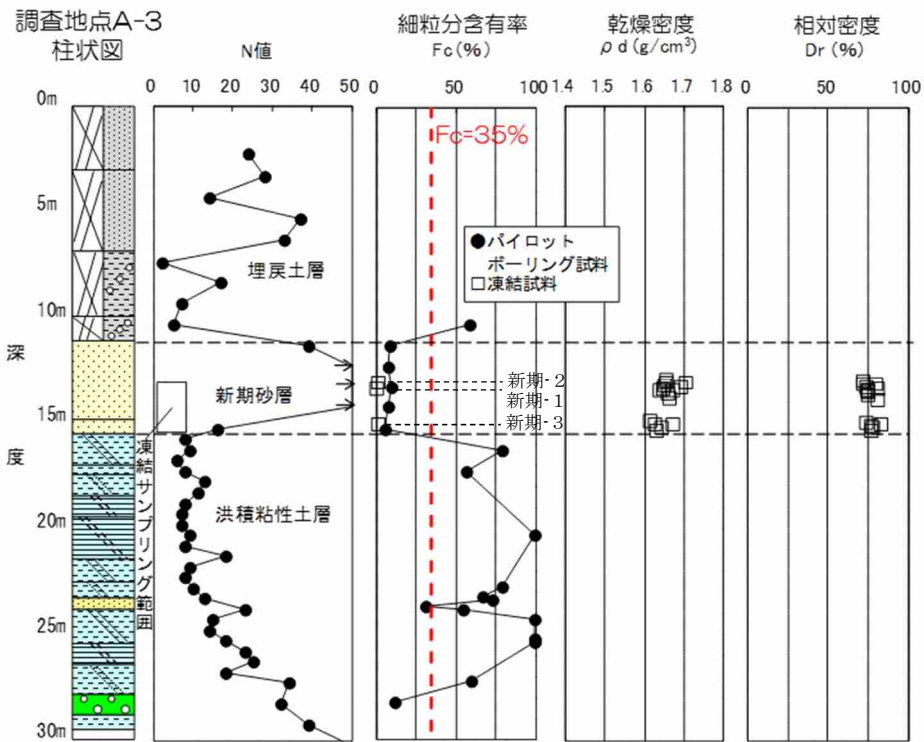 調査地点A-3
柱状図
N値
細粒分含有率
Fc(%)
乾燥密度
ρd(g/cm³)
相対密度
Dr(%)
0 10 20 30 40 50
0 50 100
1.4 1.5 1.6 1.7 1.8
0 50 100
0m
5m
10m
15m
20m
25m
30m
深
度
Fc=35%
●パイロット
ボーリング試料
□凍結試料
埋戻土層
新期砂層
洪積粘性土層
新期-2
新期-1
新期-3
凍結サンプリング範囲